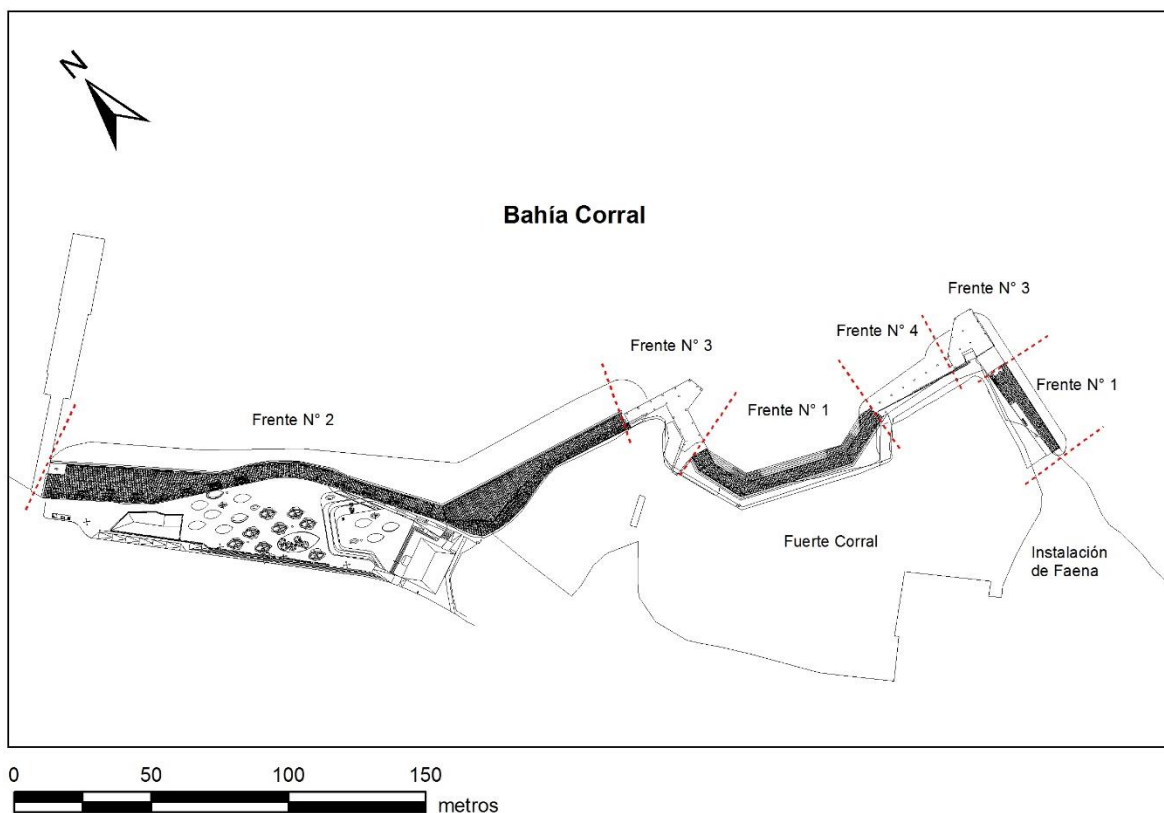 N
Bahía Corral
Frente N° 3
Frente N° 4
Frente N° 3
Frente N° 1
Frente N° 1
Frente N° 2
Fuerte Corral
Instalación
de Faena
0 50 100 150
metros